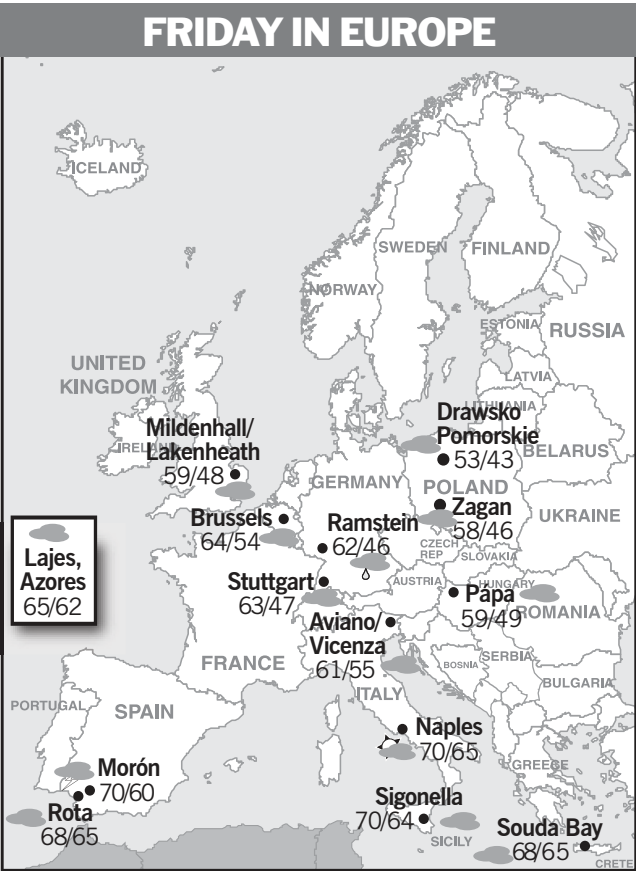 FRIDAY IN EUROPE
ICELAND
SWEDEN
FINLAND
NORWAY
ESTONIA
RUSSIA
UNITED
KINGDOM
LATVIA
LITHUANIA
Drawsko
Pomorskie
53/43
Mildenhall/
Lakenheath
59/48
IRELAND
BELARUS
GERMANY
POLAND
Zagan
58/46
UKRAINE
Brussels
64/54
Ramstein
62/46
CZECH
REP
SLOVAKIA
Lajes,
Azores
65/62
Stuttgart
63/47
AUSTRIA
HUNGARY
Pápa
59/49
ROMANIA
Aviano/
Vicenza
61/55
FRANCE
BOSNIA
SERBIA
BULGARIA
ITALY
PORTUGAL
SPAIN
Naples
70/65
GREECE
Morón
70/60
Rota
68/65
Sigonella
70/64
SICILY
Souda Bay
68/65
CRETE